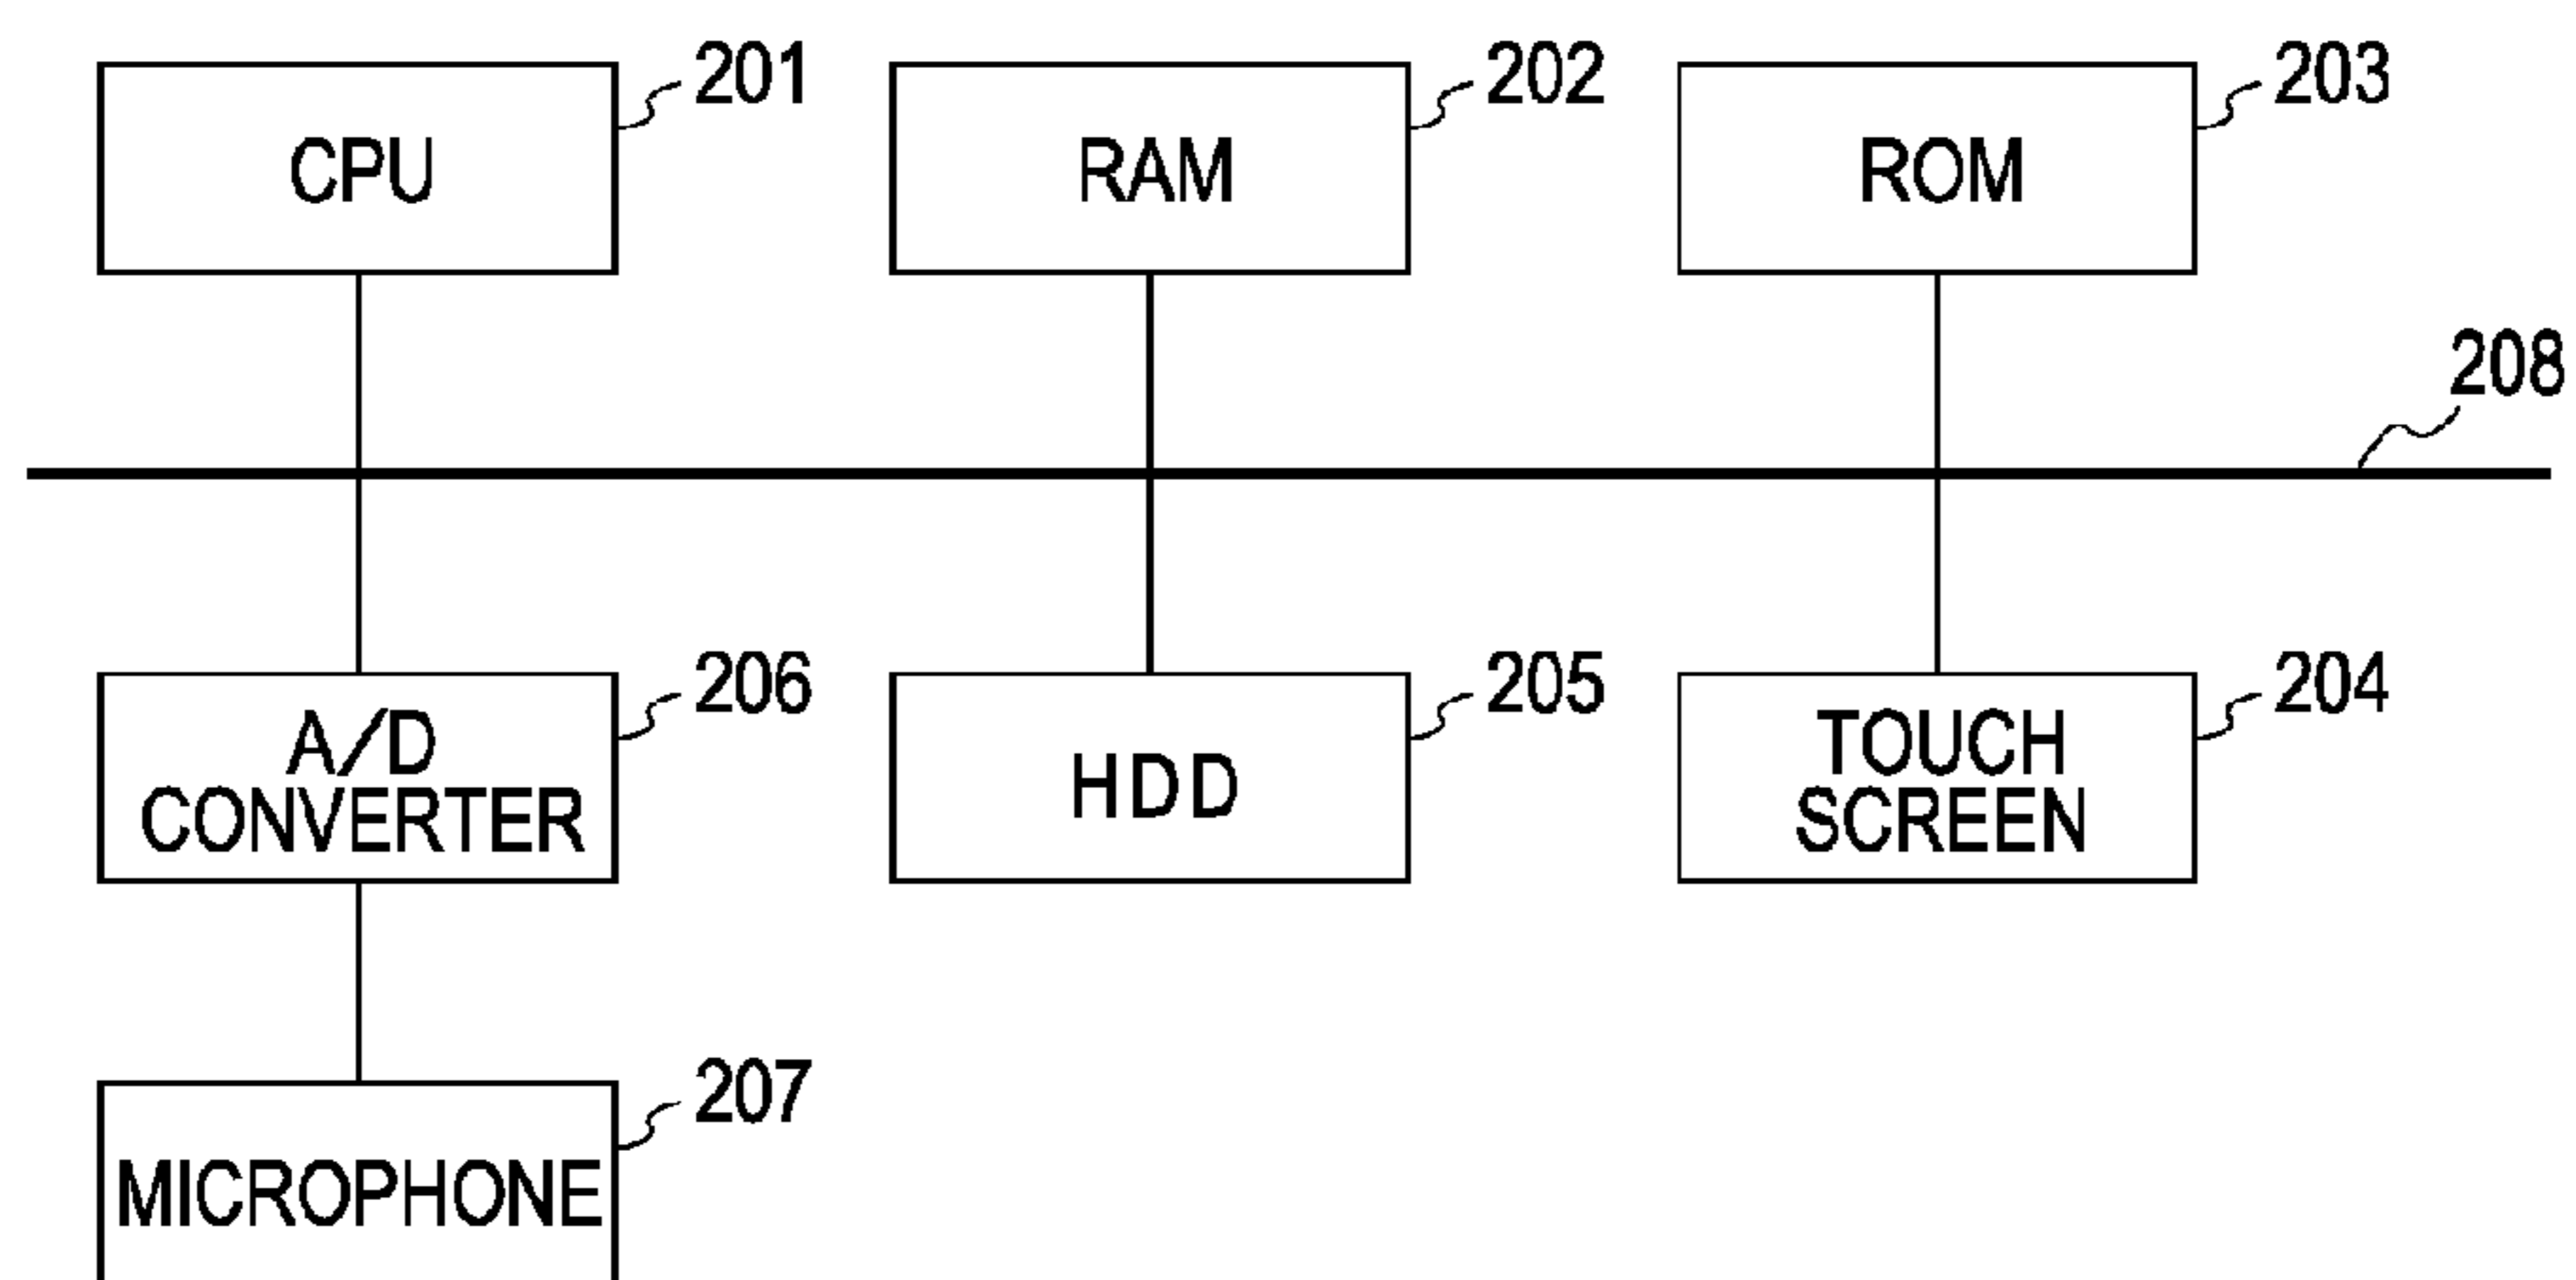 CPU 201
RAM 202
ROM 203
208
A/D
CONVERTER
206
HDD 205
TOUCH
SCREEN
204
MICROPHONE 207